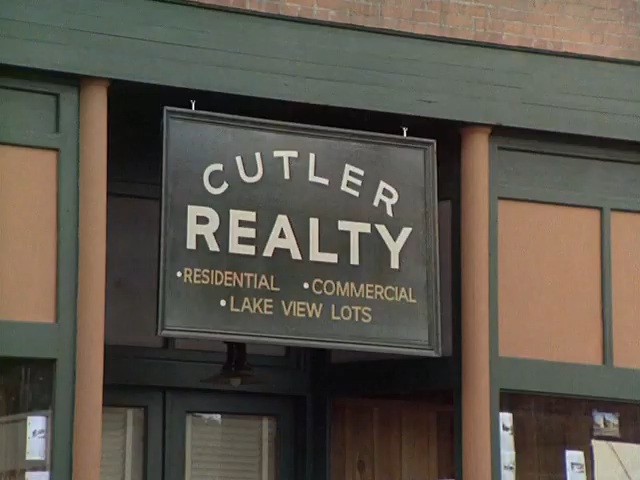 CUTLER
REALTY
•RESIDENTIAL •COMMERCIAL
•LAKE VIEW LOTS